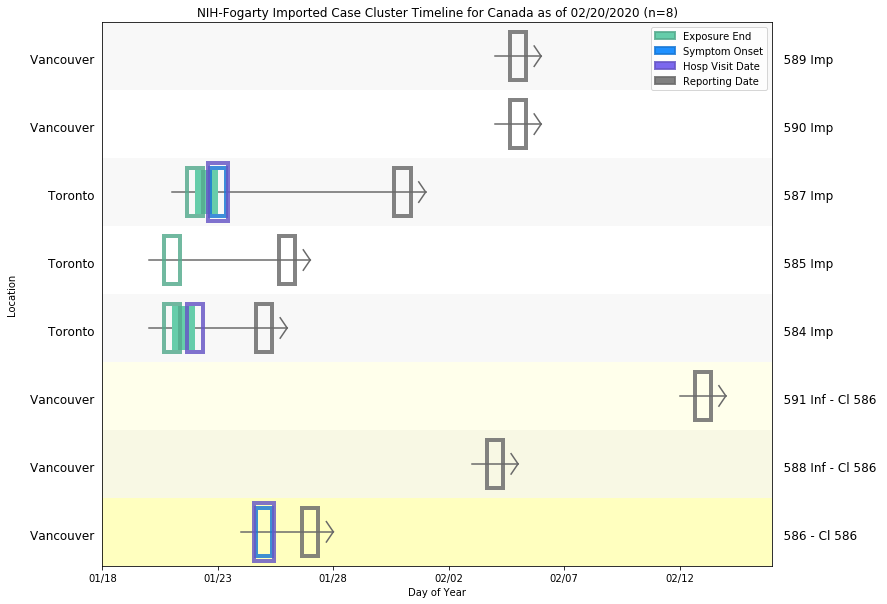 NIH-Fogarty Imported Case Cluster Timeline for Canada as of 02/20/2020 (n=8)
Exposure End
Symptom Onset
Hosp Visit Date
Reporting Date
Vancouver 589 Imp
Vancouver 590 Imp
Toronto 587 Imp
Toronto 585 Imp
Toronto 584 Imp
Vancouver 591 Inf - Cl 586
Vancouver 588 Inf - Cl 586
Vancouver 586 - Cl 586
Location
01/18 01/23 01/28 02/02 02/07 02/12
Day of Year